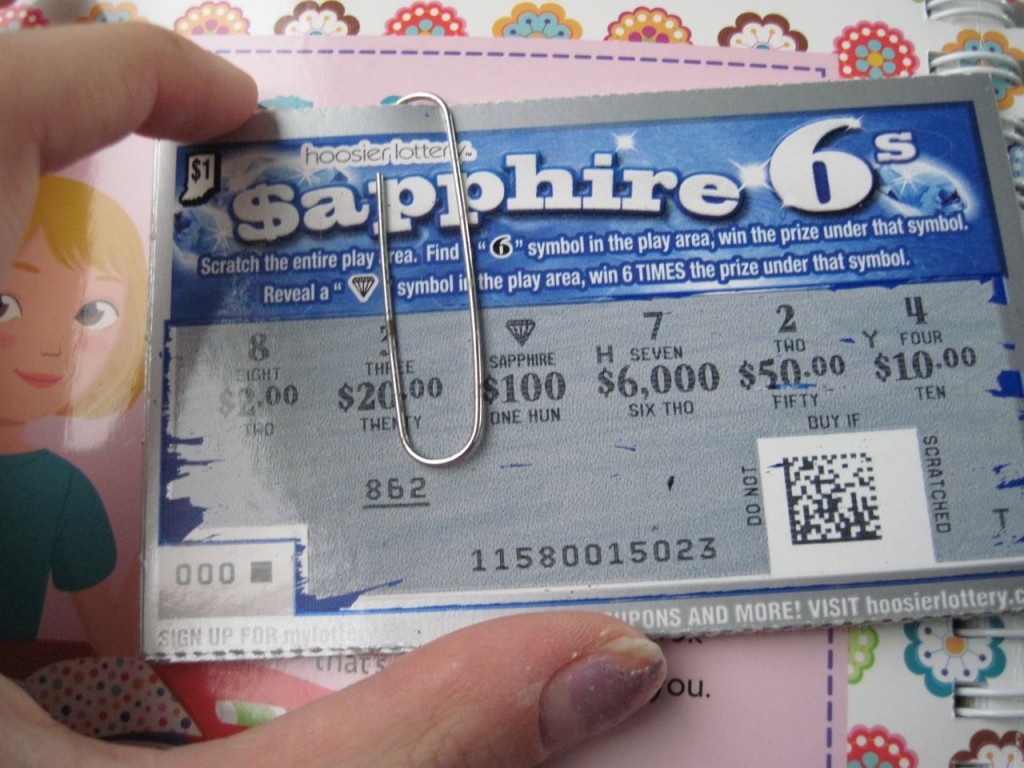 $1
hoosier lottery
$apphire 6s
Scratch the entire play area. Find "6" symbol in the play area, win the prize under that symbol.
Reveal a " " symbol in the play area, win 6 TIMES the prize under that symbol.
8 7 2 Y 4
EIGHT THREE SAPPHIRE H SEVEN TWO FOUR
$2.00 $20.00 $100 $6,000 $50.00 $10.00
TWO TWENTY ONE HUN SIX THO FIFTY TEN
BUY IF
DO NOT
SCRATCHED
862
T
11580015023
000
SIGN UP FOR mylotter UPONS AND MORE! VISIT hoosierlottery.c
that's
you.